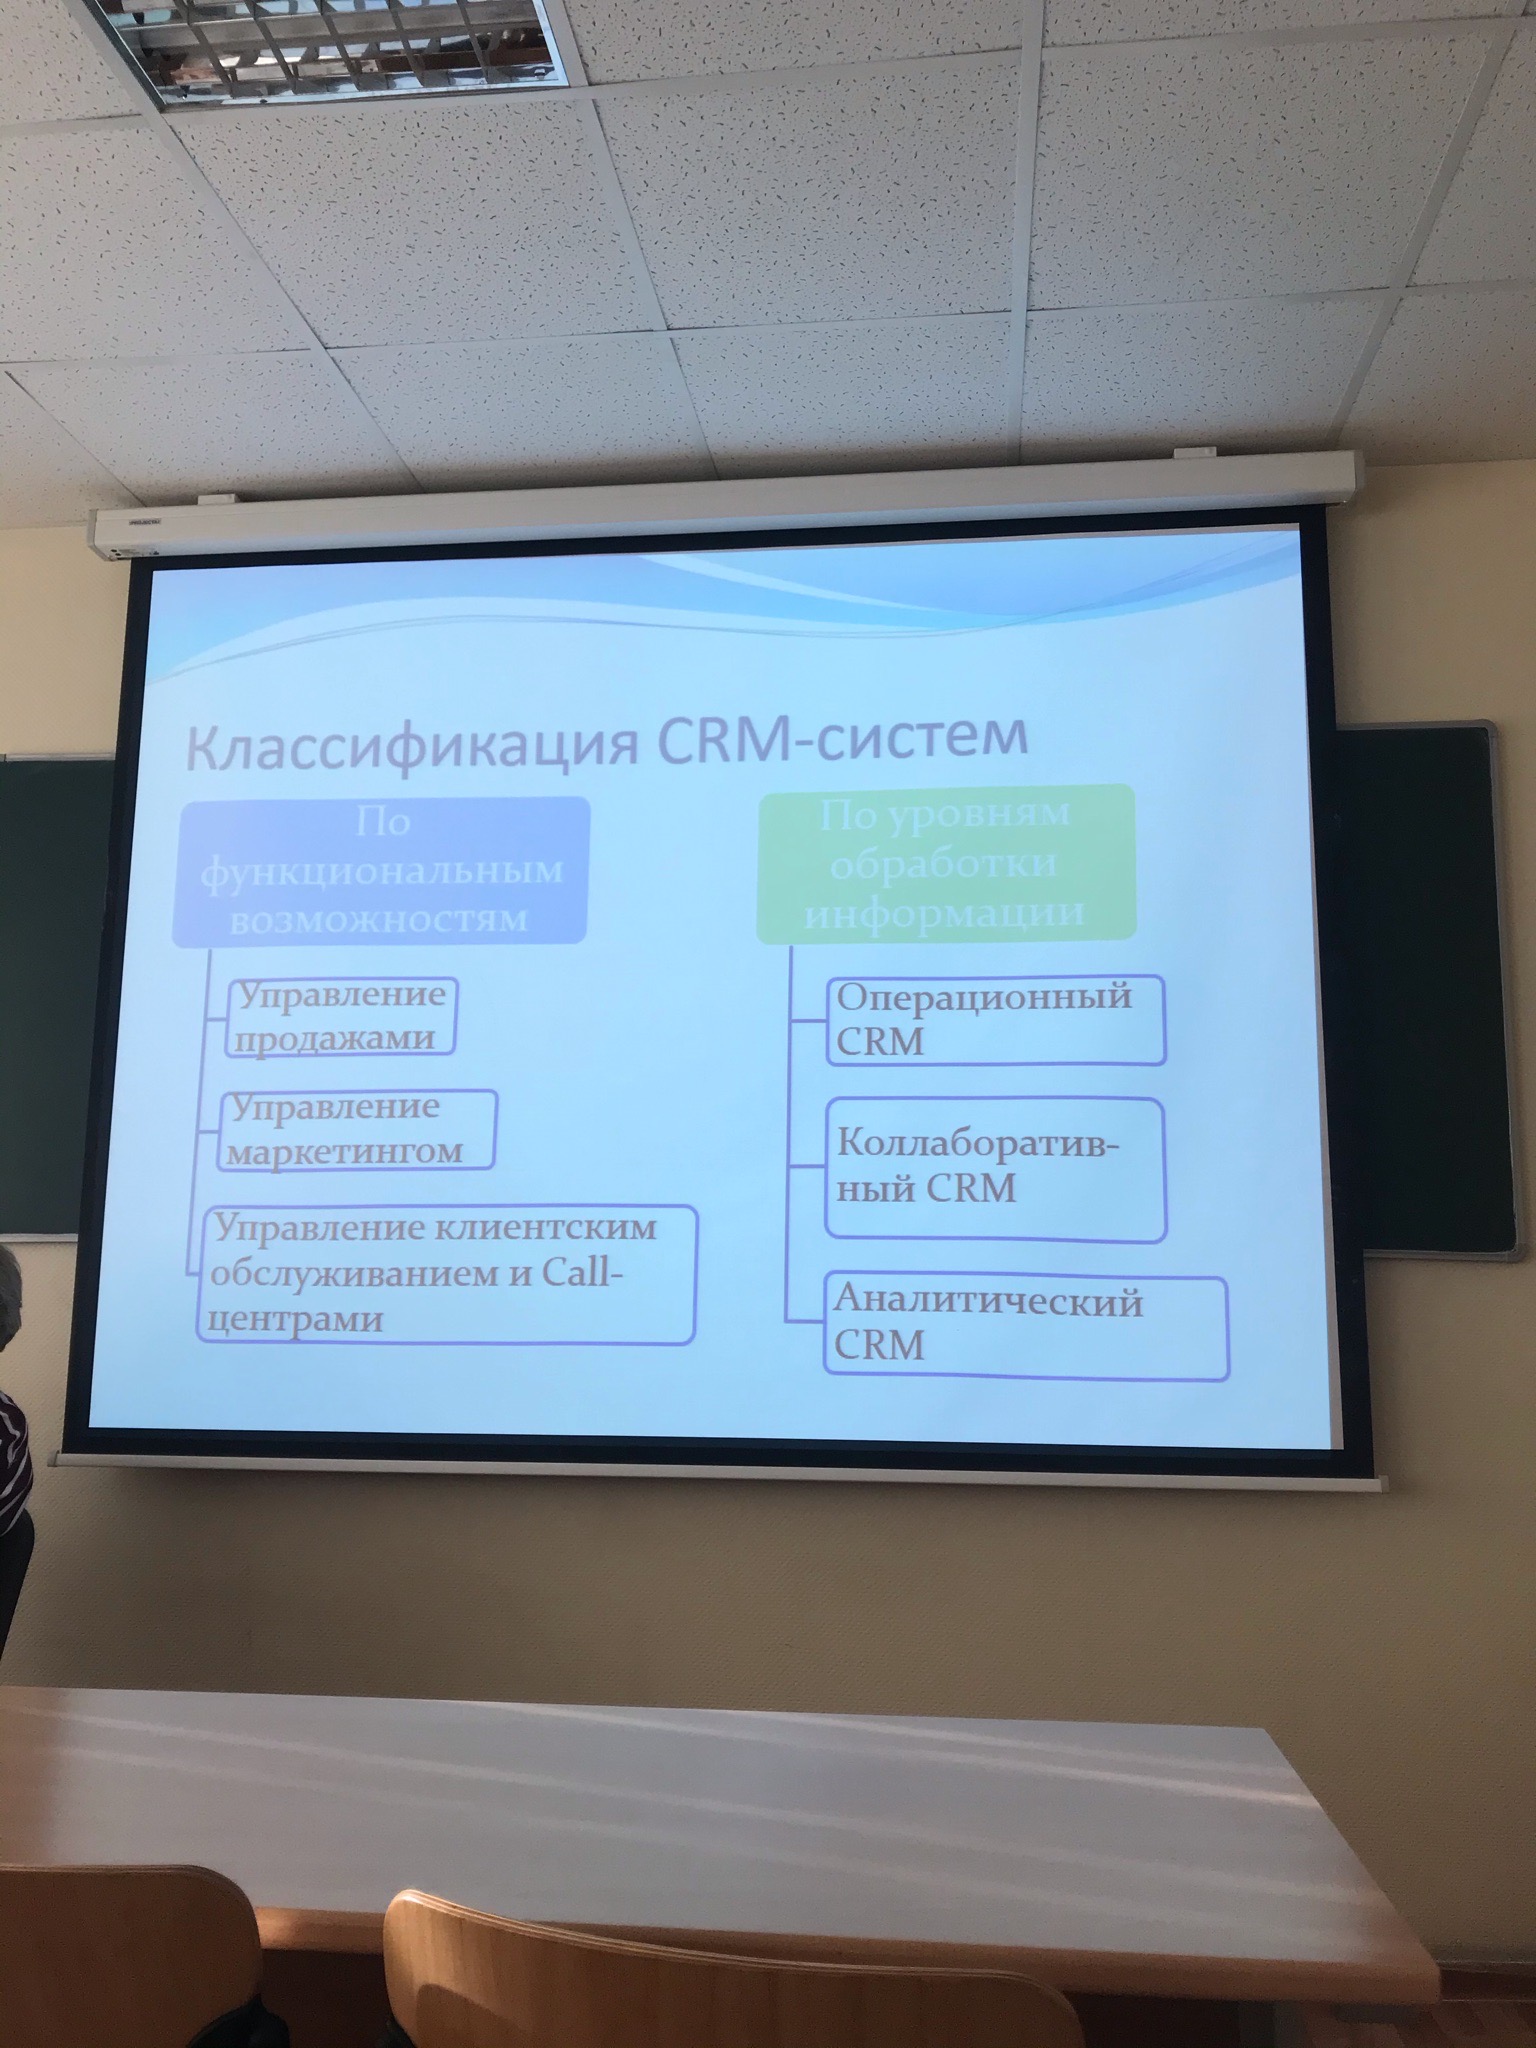 Классификация CRM-систем
По
функциональным
возможностям
Управление
продажами
Управление
маркетингом
Управление клиентским
обслуживанием и Call-
центрами
По уровням
обработки
информации
Операционный
CRM
Коллаборатив-
ный CRM
Аналитический
CRM